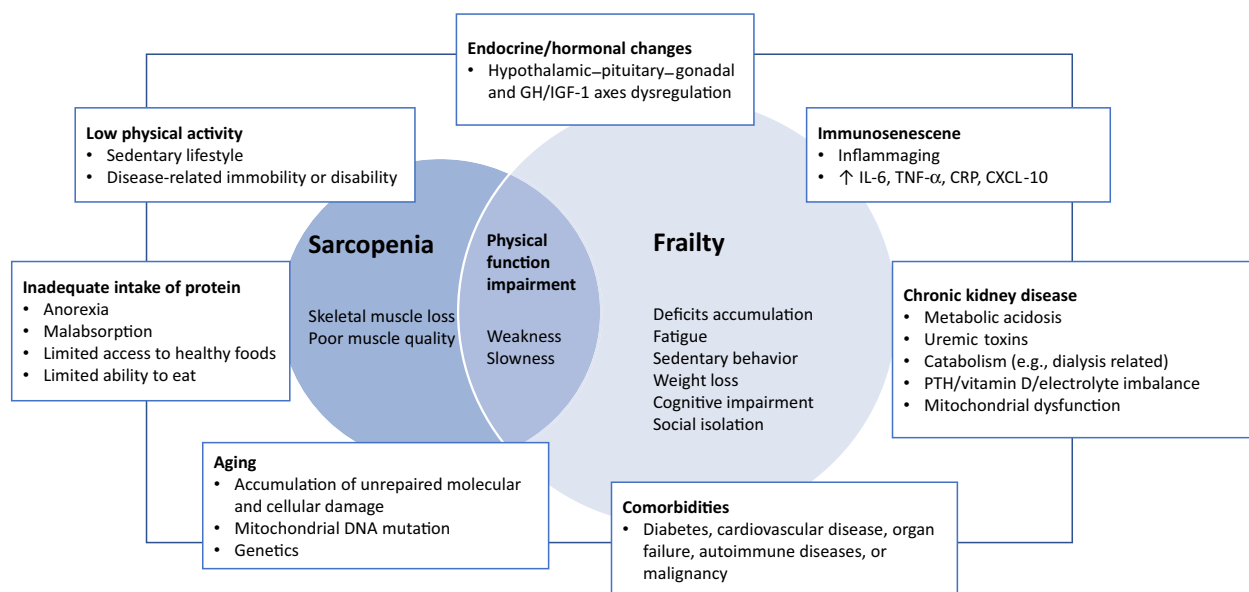 Endocrine/hormonal changes
• Hypothalamic–pituitary–gonadal
and GH/IGF-1 axes dysregulation
Low physical activity
• Sedentary lifestyle
• Disease-related immobility or disability
Immunosenescene
• Inflammaging
• ↑ IL-6, TNF-α, CRP, CXCL-10
Sarcopenia
Skeletal muscle loss
Poor muscle quality
Physical
function
impairment
Weakness
Slowness
Frailty
Deficits accumulation
Fatigue
Sedentary behavior
Weight loss
Cognitive impairment
Social isolation
Inadequate intake of protein
• Anorexia
• Malabsorption
• Limited access to healthy foods
• Limited ability to eat
Chronic kidney disease
• Metabolic acidosis
• Uremic toxins
• Catabolism (e.g., dialysis related)
• PTH/vitamin D/electrolyte imbalance
• Mitochondrial dysfunction
Aging
• Accumulation of unrepaired molecular
and cellular damage
• Mitochondrial DNA mutation
• Genetics
Comorbidities
• Diabetes, cardiovascular disease, organ
failure, autoimmune diseases, or
malignancy